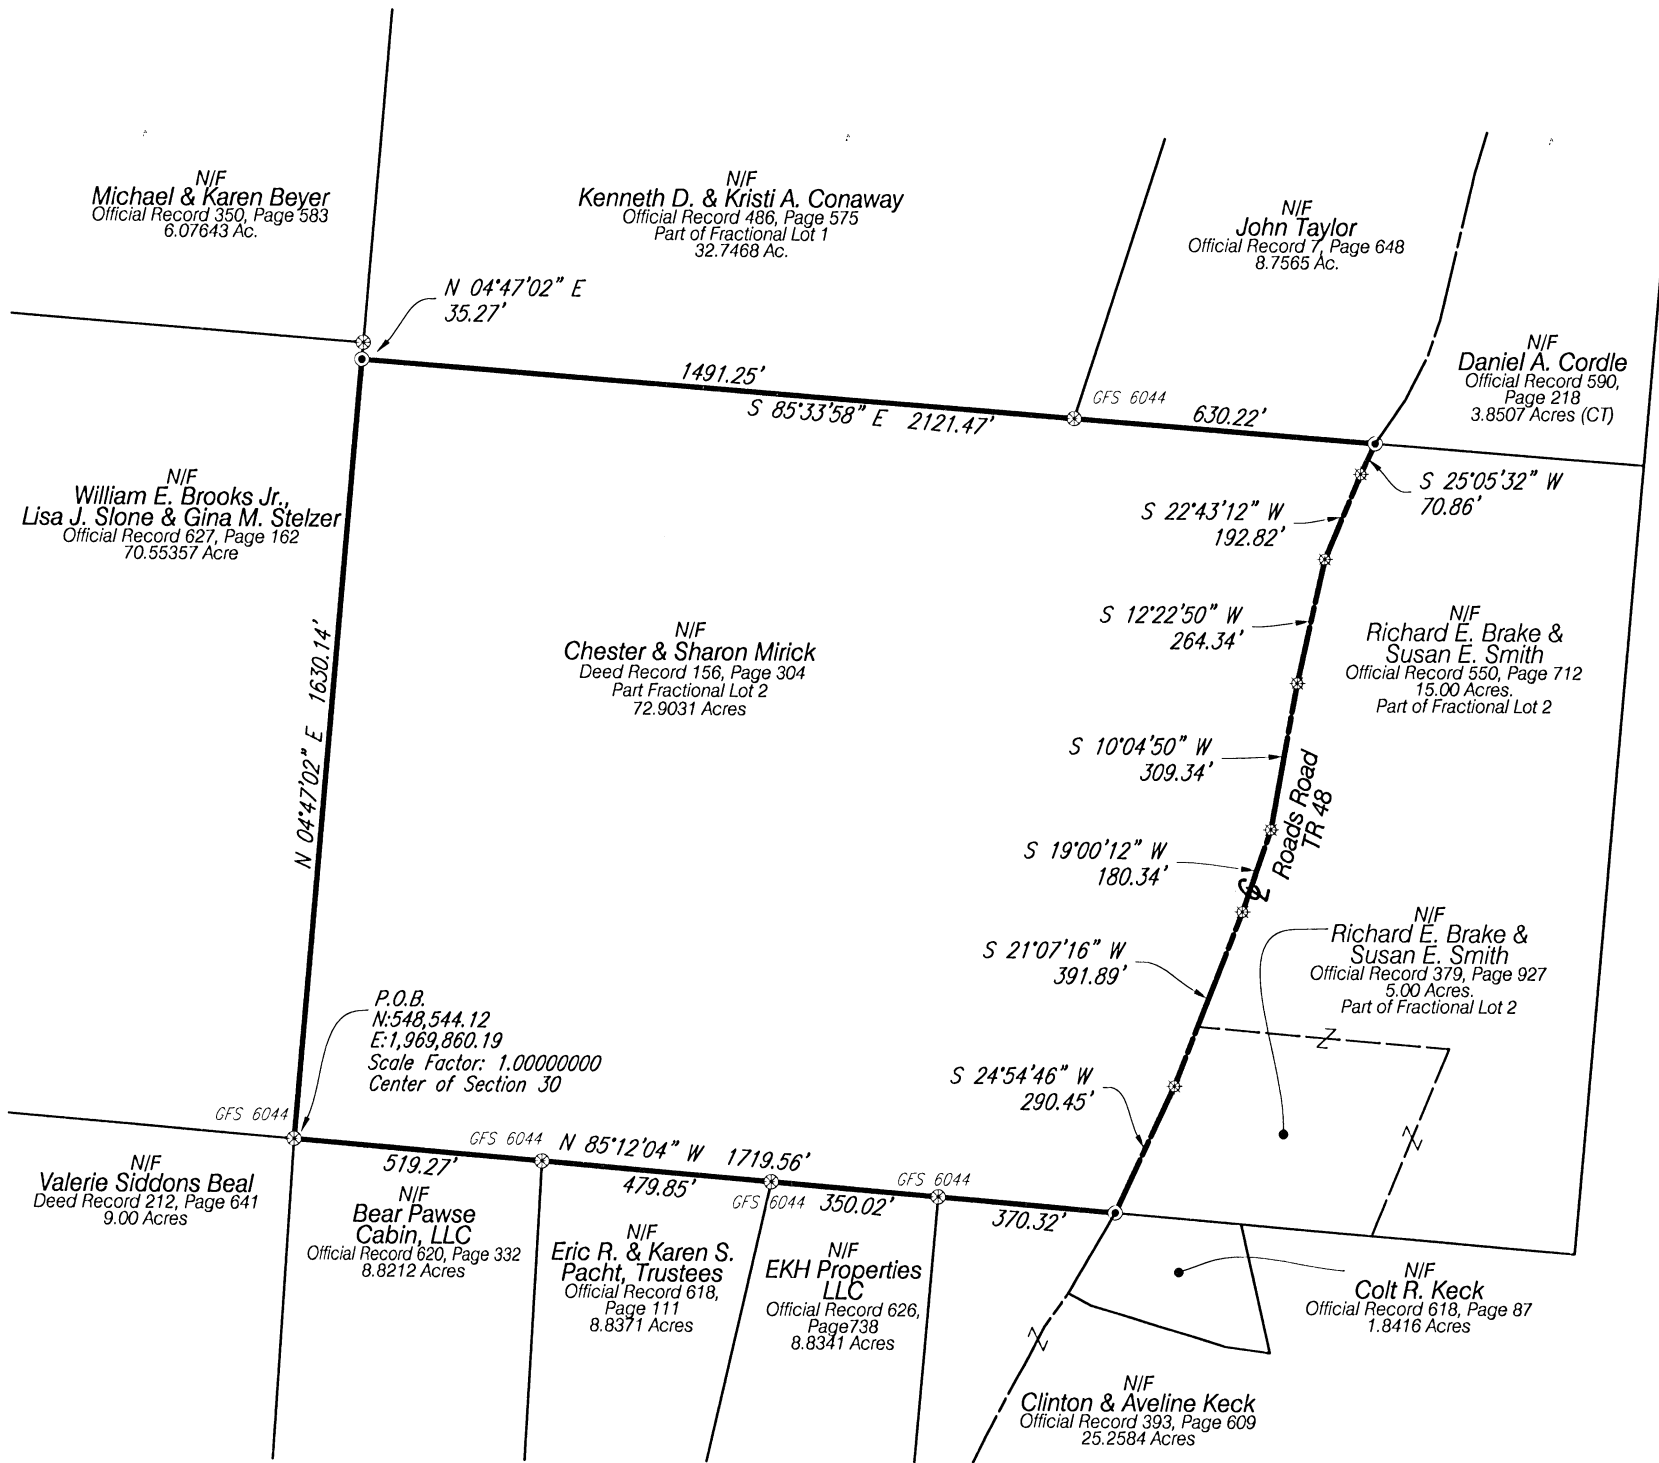 N/F
Michael & Karen Beyer
Official Record 350, Page 583
6.07643 Ac.
N/F
Kenneth D. & Kristi A. Conaway
Official Record 486, Page 575
Part of Fractional Lot 1
32.7468 Ac.
N/F
John Taylor
Official Record 7, Page 648
8.7565 Ac.
N 04°47'02" E
35.27'
N/F
Daniel A. Cordle
Official Record 590,
Page 218
3.8507 Acres (CT)
1491.25'
S 85°33'58" E 2121.47'
GFS 6044
630.22'
N/F
William E. Brooks Jr.,
Lisa J. Slone & Gina M. Stelzer
Official Record 627, Page 162
70.55357 Acre
S 25°05'32" W
70.86'
S 22°43'12" W
192.82'
S 12°22'50" W
264.34'
N/F
Richard E. Brake &
Susan E. Smith
Official Record 550, Page 712
15.00 Acres.
Part of Fractional Lot 2
N/F
Chester & Sharon Mirick
Deed Record 156, Page 304
Part Fractional Lot 2
72.9031 Acres
N 04°47'02" E 1630.14'
S 10°04'50" W
309.34'
Roads Road
TR 48
S 19°00'12" W
180.34'
S 21°07'16" W
391.89'
N/F
Richard E. Brake &
Susan E. Smith
Official Record 379, Page 927
5.00 Acres.
Part of Fractional Lot 2
P.O.B.
N:548,544.12
E:1,969,860.19
Scale Factor: 1.00000000
Center of Section 30
S 24°54'46" W
290.45'
GFS 6044
GFS 6044
N 85°12'04" W 1719.56'
519.27'
479.85'
GFS 6044
350.02'
GFS 6044
370.32'
N/F
Valerie Siddons Beal
Deed Record 212, Page 641
9.00 Acres
N/F
Bear Pawse
Cabin, LLC
Official Record 620, Page 332
8.8212 Acres
N/F
Eric R. & Karen S.
Pacht, Trustees
Official Record 618,
Page 111
8.8371 Acres
N/F
EKH Properties
LLC
Official Record 626,
Page738
8.8341 Acres
N/F
Colt R. Keck
Official Record 618, Page 87
1.8416 Acres
N/F
Clinton & Aveline Keck
Official Record 393, Page 609
25.2584 Acres